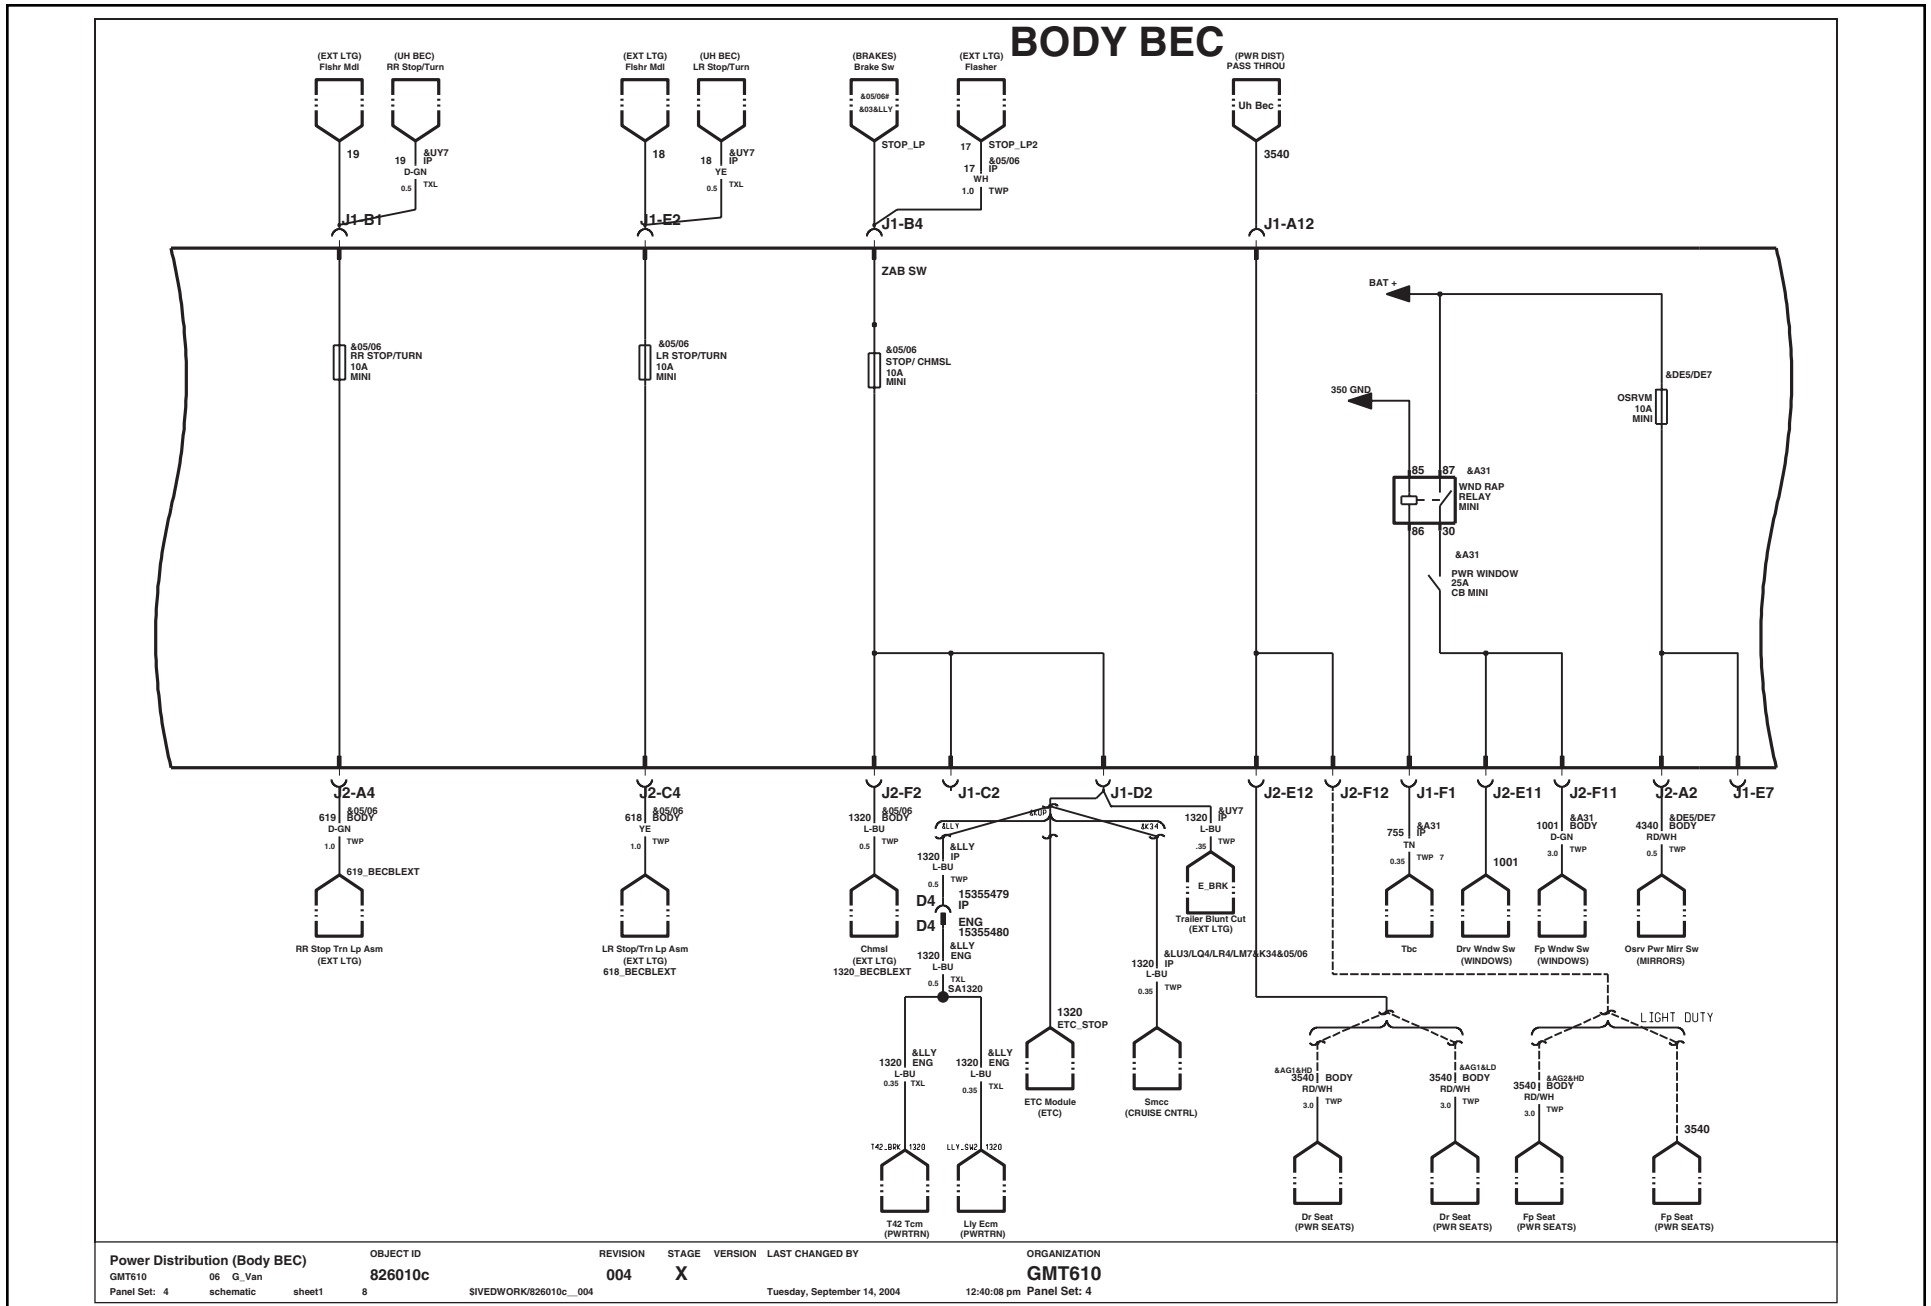 BODY BEC
(EXT LTG)
Flshr Mdl
(UH BEC)
RR Stop/Turn
(EXT LTG)
Flshr Mdl
(UH BEC)
LR Stop/Turn
(BRAKES)
Brake Sw
(EXT LTG)
Flasher
(PWR DIST)
PASS THROU
&05/06#
&03&LLY
Uh Bec
19
&UY7
19 IP
D-GN
0.5 TXL
18
&UY7
18 IP
YE
0.5 TXL
STOP_LP
17 STOP_LP2
&05/06
17 IP
WH
1.0 TWP
3540
J1-B1
J1-E2
J1-B4
J1-A12
ZAB SW
BAT +
&05/06
RR STOP/TURN
10A
MINI
&05/06
LR STOP/TURN
10A
MINI
&05/06
STOP/ CHMSL
10A
MINI
350 GND
&DE5/DE7
OSRVM
10A
MINI
85 87 &A31
WND RAP
RELAY
MINI
86 30
&A31
PWR WINDOW
25A
CB MINI
J2-A4
J2-C4
J2-F2
J1-C2
J1-D2
J2-E12
J2-F12
J1-F1
J2-E11
J2-F11
J2-A2
J1-E7
&05/06
619 BODY
D-GN
1.0 TWP
619_BECBLEXT
RR Stop Trn Lp Asm
(EXT LTG)
&05/06
618 BODY
YE
1.0 TWP
LR Stop/Trn Lp Asm
(EXT LTG)
618_BECBLEXT
&05/06
1320 BODY
L-BU
0.5 TWP
Chmsl
(EXT LTG)
1320_BECBLEXT
&LLY
&KUP
&K34
&LLY
1320 IP
L-BU
0.5 TWP
D4 15355479
IP
D4 ENG
15355480
&LLY
1320 ENG
L-BU
0.5 TXL
SA1320
&UY7
1320 IP
L-BU
.35 TWP
E_BRK
Trailer Blunt Cut
(EXT LTG)
&LU3/LQ4/LR4/LM7&K34&05/06
1320 IP
L-BU
0.35 TWP
1320
ETC_STOP
ETC Module
(ETC)
Smcc
(CRUISE CNTRL)
&LLY
1320 ENG
L-BU
0.35 TXL
&LLY
1320 ENG
L-BU
0.35 TXL
T42_BRK 1320
LLY_SW2 1320
T42 Tcm
(PWRTRN)
Lly Ecm
(PWRTRN)
&A31
755 IP
TN
0.35 TWP 7
Tbc
1001
Drv Wndw Sw
(WINDOWS)
&A31
1001 BODY
D-GN
3.0 TWP
Fp Wndw Sw
(WINDOWS)
&DE5/DE7
4340 BODY
RD/WH
0.5 TWP
Osrv Pwr Mirr Sw
(MIRRORS)
LIGHT DUTY
&AG1&HD
3540 BODY
RD/WH
3.0 TWP
&AG1&LD
3540 BODY
RD/WH
3.0 TWP
&AG2&HD
3540 BODY
RD/WH
3.0 TWP
3540
Dr Seat
(PWR SEATS)
Dr Seat
(PWR SEATS)
Fp Seat
(PWR SEATS)
Fp Seat
(PWR SEATS)
Power Distribution (Body BEC) OBJECT ID REVISION STAGE VERSION LAST CHANGED BY ORGANIZATION
GMT610 06 G_Van 826010c 004 X GMT610
Panel Set: 4 schematic sheet1 8 $IVEDWORK/826010c__004 Tuesday, September 14, 2004 12:40:08 pm Panel Set: 4